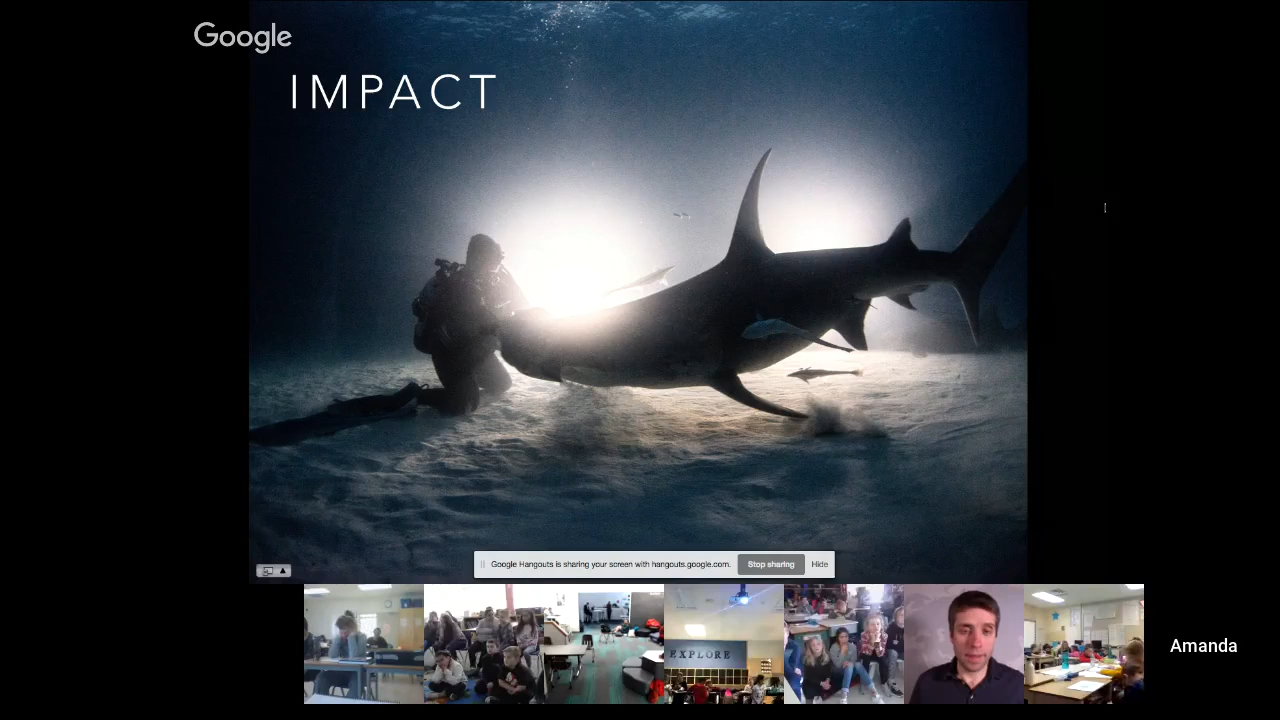 Google
IMPACT
Google Hangouts is sharing your screen with hangouts.google.com.
Stop sharing
Hide
EXPLORE
Amanda